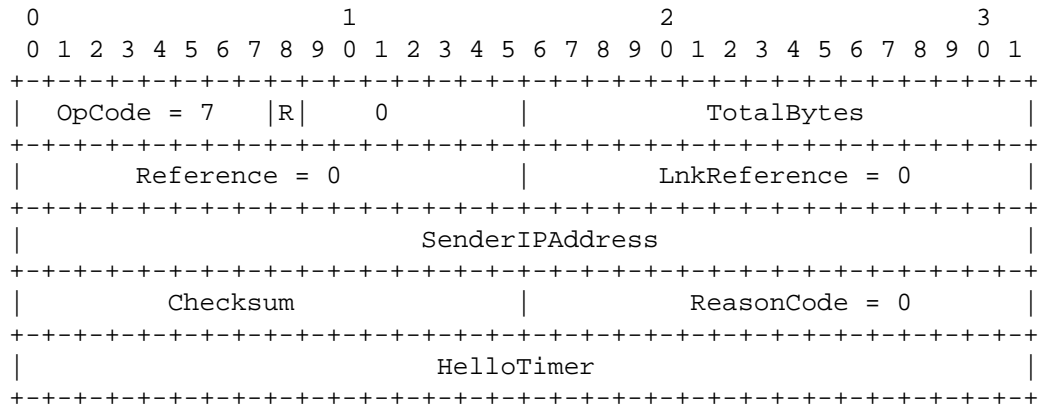 0                   1                   2                   3
 0 1 2 3 4 5 6 7 8 9 0 1 2 3 4 5 6 7 8 9 0 1 2 3 4 5 6 7 8 9 0 1
+-+-+-+-+-+-+-+-+-+-+-+-+-+-+-+-+-+-+-+-+-+-+-+-+-+-+-+-+-+-+-+-+
|  OpCode = 7   |R|    0        |           TotalBytes          |
+-+-+-+-+-+-+-+-+-+-+-+-+-+-+-+-+-+-+-+-+-+-+-+-+-+-+-+-+-+-+-+-+
|       Reference = 0           |        LnkReference = 0       |
+-+-+-+-+-+-+-+-+-+-+-+-+-+-+-+-+-+-+-+-+-+-+-+-+-+-+-+-+-+-+-+-+
|                         SenderIPAddress                       |
+-+-+-+-+-+-+-+-+-+-+-+-+-+-+-+-+-+-+-+-+-+-+-+-+-+-+-+-+-+-+-+-+
|         Checksum              |          ReasonCode = 0       |
+-+-+-+-+-+-+-+-+-+-+-+-+-+-+-+-+-+-+-+-+-+-+-+-+-+-+-+-+-+-+-+-+
|                          HelloTimer                           |
+-+-+-+-+-+-+-+-+-+-+-+-+-+-+-+-+-+-+-+-+-+-+-+-+-+-+-+-+-+-+-+-+